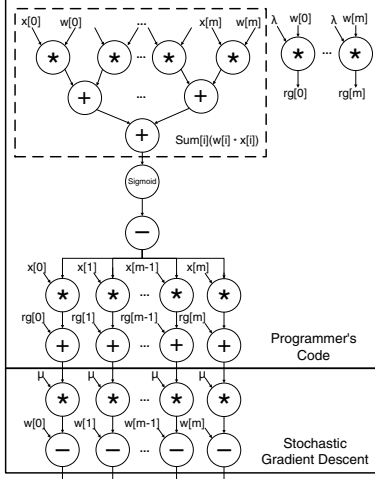 x[0] w[0] ... x[m] w[m] λ w[0] λ w[m]
* * ... * * * ... *
+ ... + rg[0] rg[m]
+
Sum[i](w[i] * x[i])
Sigmoid
−
x[0] x[1] x[m-1] x[m]
* * ... * *
rg[0] rg[1] rg[m-1] rg[m]
+ + ... + +
Programmer's
Code
μ μ μ μ
* * ... * *
w[0] w[1] w[m-1] w[m]
− − ... − −
Stochastic
Gradient Descent